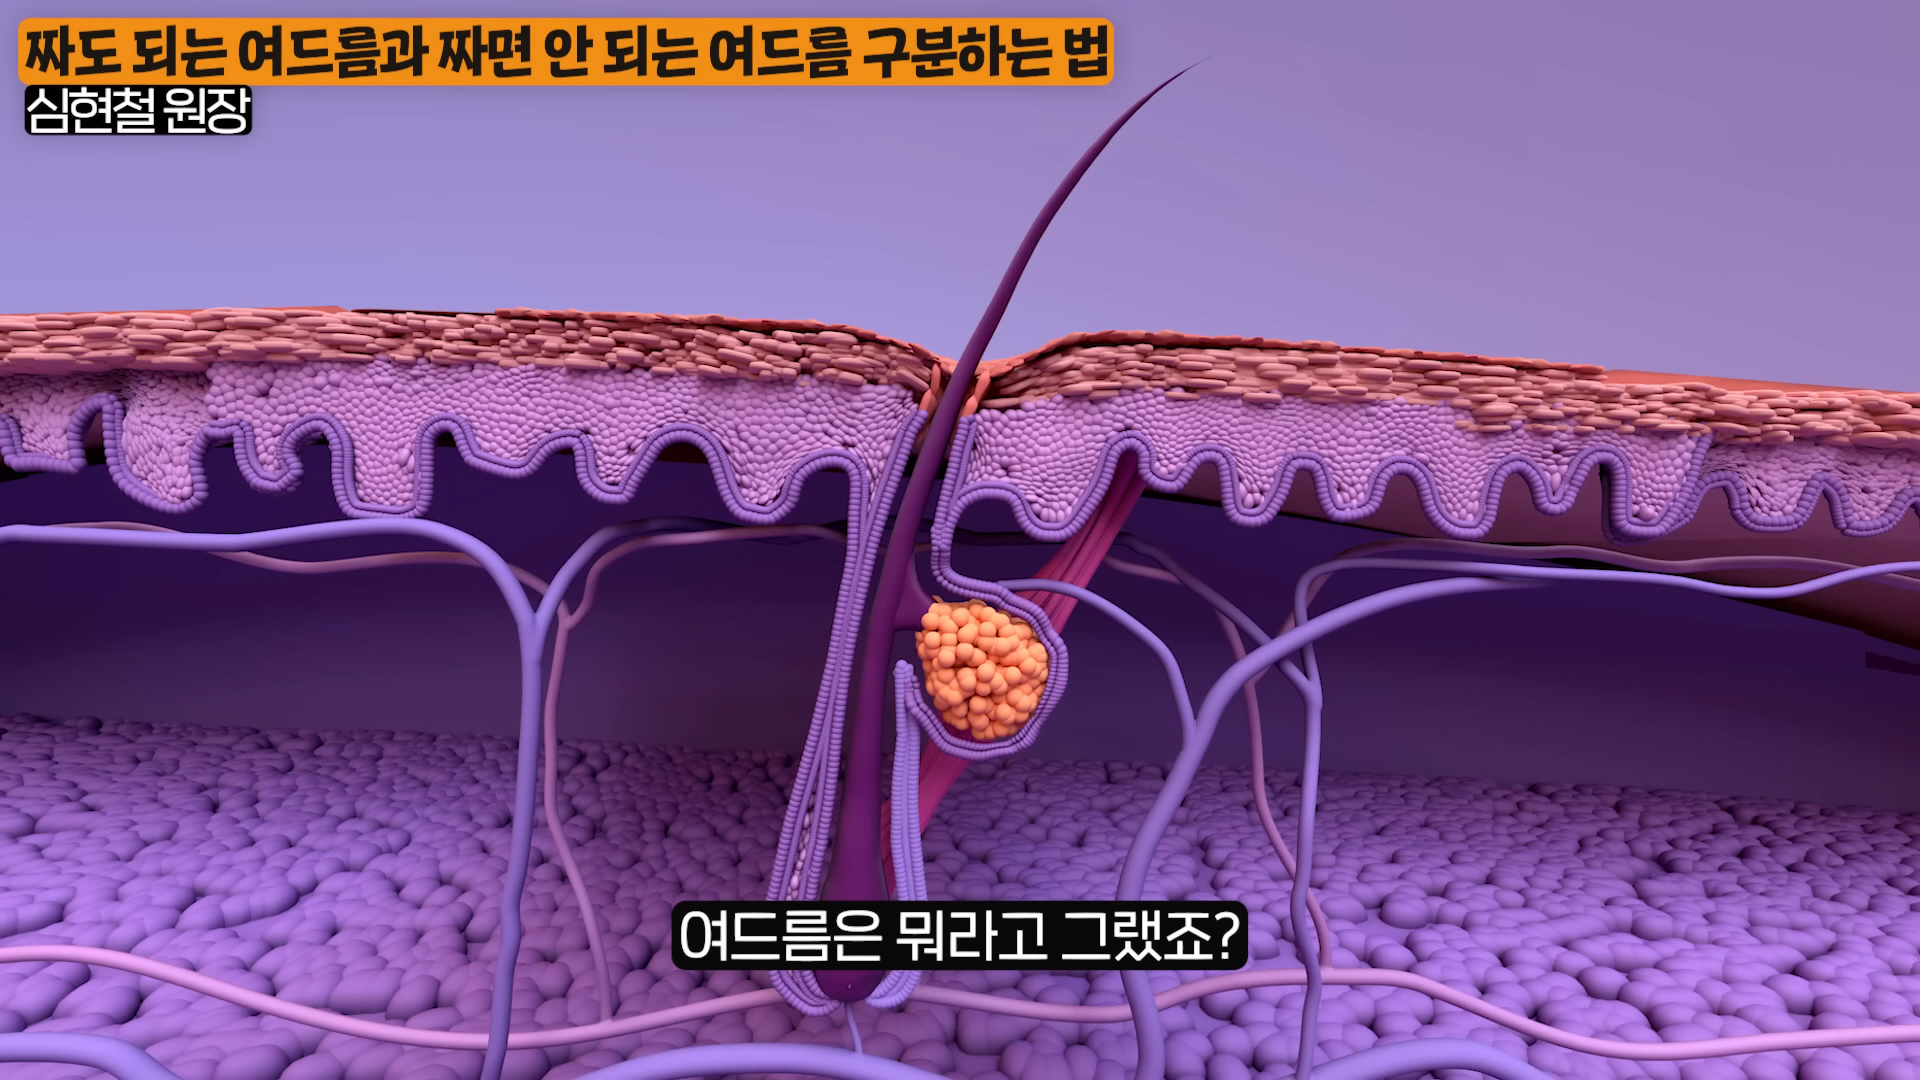 짜도 되는 여드름과 짜면 안 되는 여드름 구분하는 법
심현철 원장
여드름은 뭐라고 그랬죠?